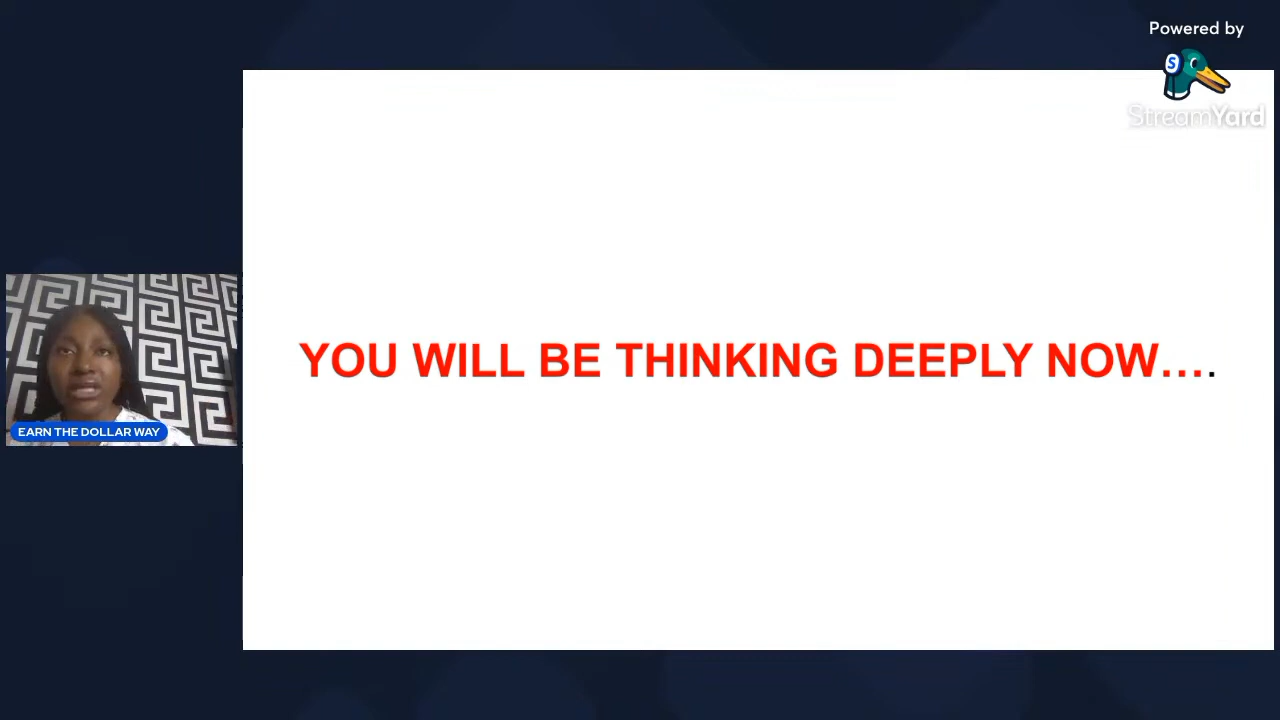 Powered by
S
StreamYard
YOU WILL BE THINKING DEEPLY NOW.....
EARN THE DOLLAR WAY